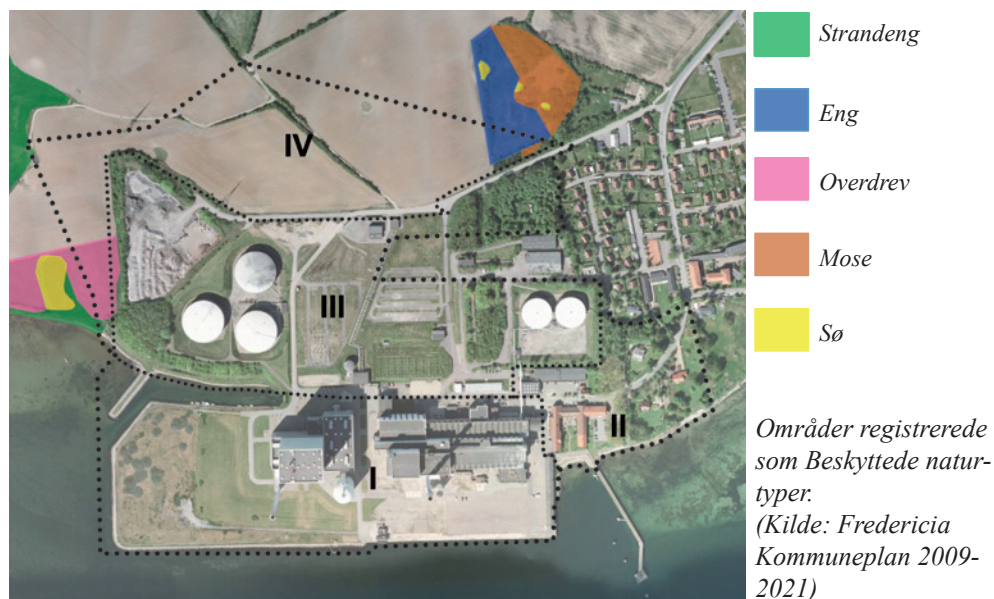 IV
III
I
II
Strandeng
Eng
Overdrev
Mose
Sø
Områder registrerede
som Beskyttede natur-
typer.
(Kilde: Fredericia
Kommuneplan 2009-
2021)